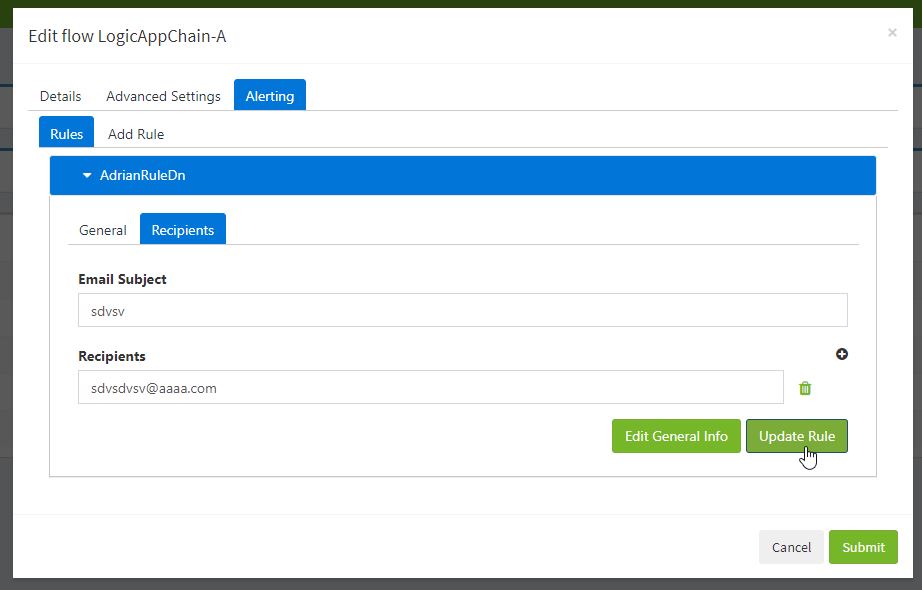 Edit flow LogicAppChain-A
×
Details Advanced Settings Alerting
Rules Add Rule
AdrianRuleDn
General Recipients
Email Subject
sdvsv
Recipients
sdvsdvsv@aaaa.com
Edit General Info Update Rule
Cancel Submit